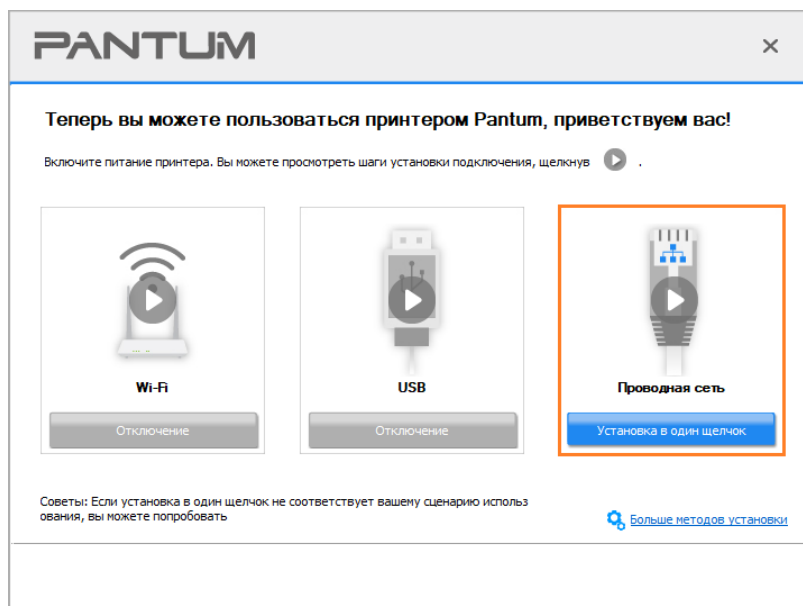 PANTUM
Теперь вы можете пользоваться принтером Pantum, приветствуем вас!
Включите питание принтера. Вы можете просмотреть шаги установки подключения, щелкнув .
Wi-Fi
USB
Проводная сеть
Отключение
Отключение
Установка в один щелчок
Советы: Если установка в один щелчок не соответствует вашему сценарию использ
ования, вы можете попробовать
Больше методов установки